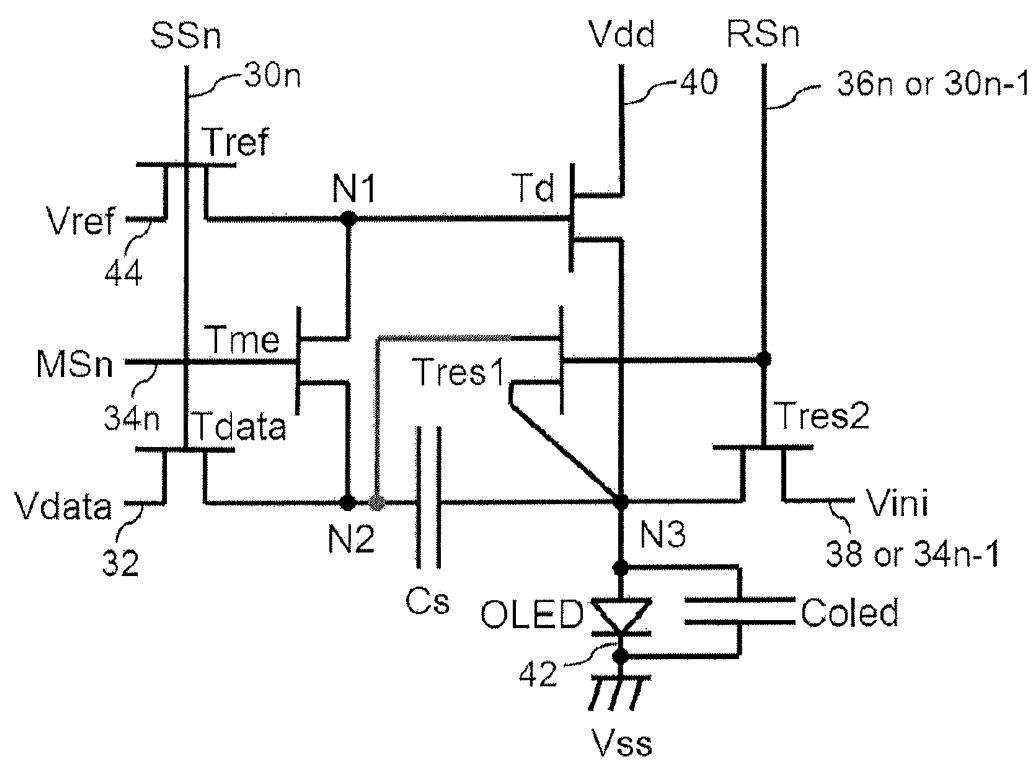 SSn
Vdd
RSn
30n
40
36n or 30n-1
Tref
N1
Td
Vref
44
Tme
MSn
Tres1
34n
Tdata
Tres2
Vdata
N2
N3
Vini
32
38 or 34n-1
Cs
OLED
Coled
42
Vss